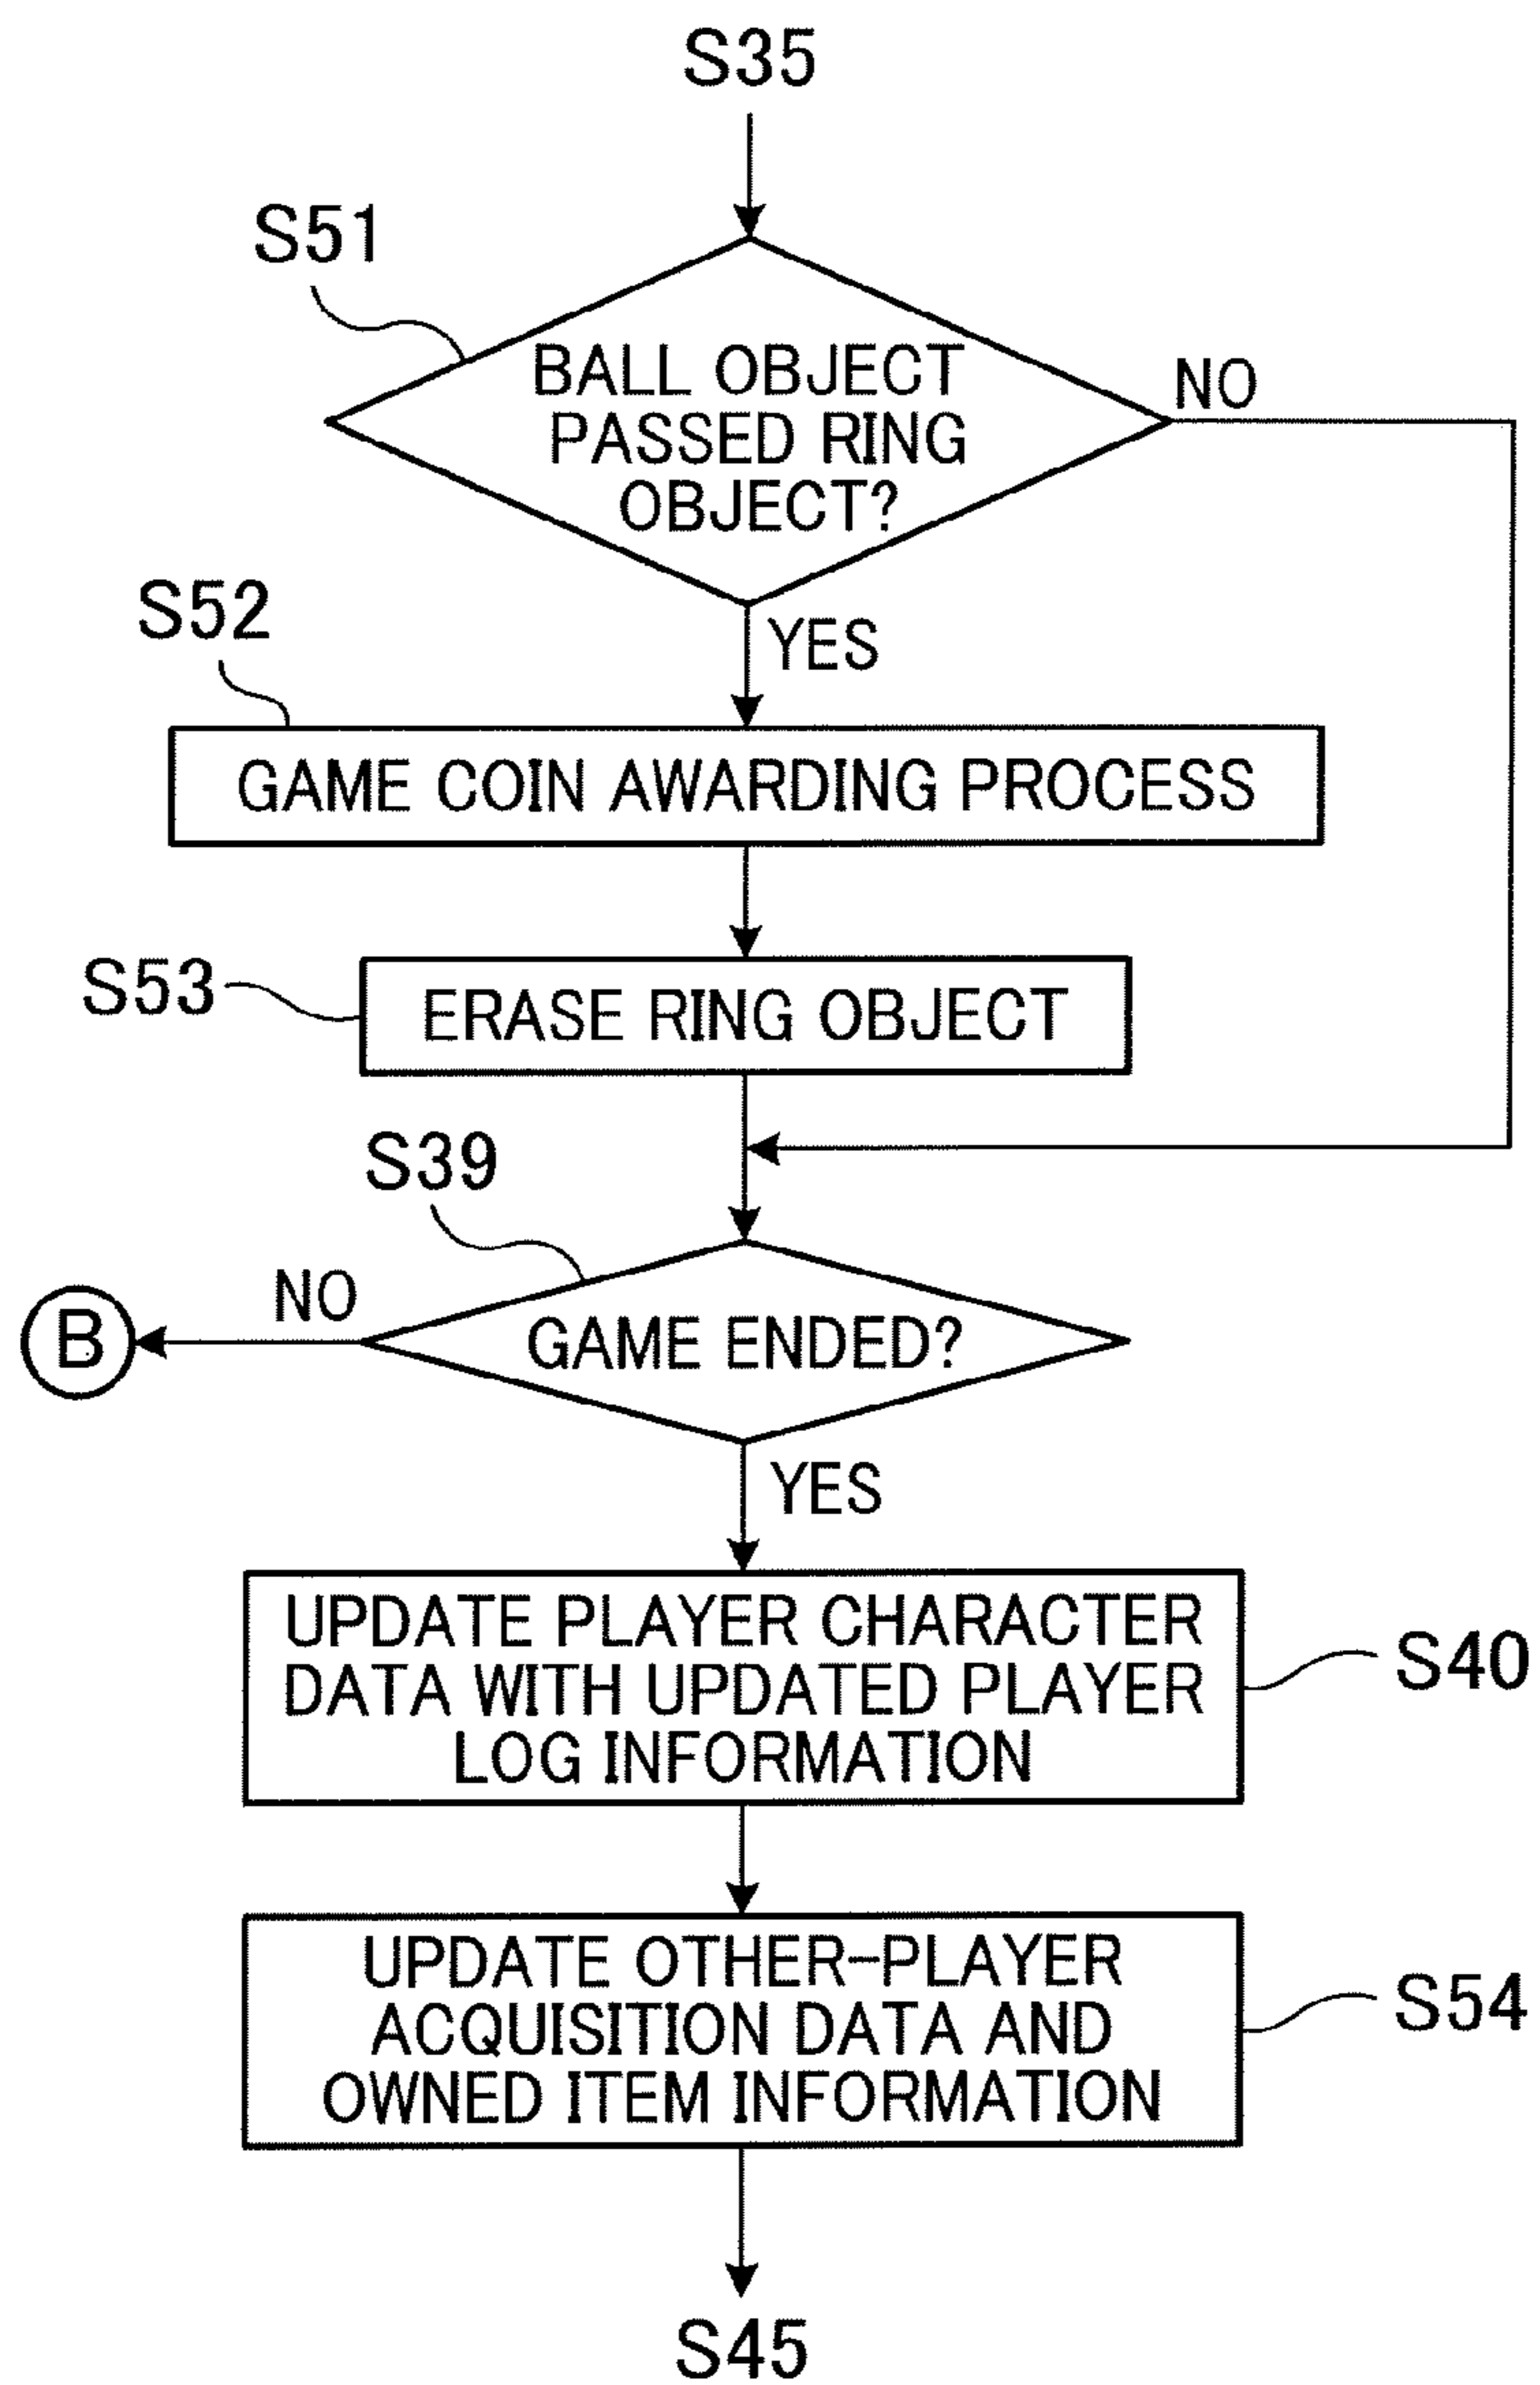 S35
S51
BALL OBJECT
PASSED RING
OBJECT?
NO
S52
YES
GAME COIN AWARDING PROCESS
S53
ERASE RING OBJECT
S39
NO
B
GAME ENDED?
YES
UPDATE PLAYER CHARACTER
DATA WITH UPDATED PLAYER
LOG INFORMATION
S40
UPDATE OTHER-PLAYER
ACQUISITION DATA AND
OWNED ITEM INFORMATION
S54
S45